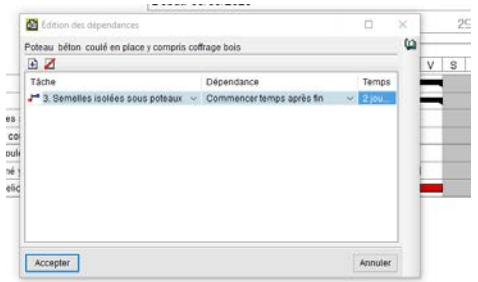 Édition des dépendances
29
Poteau béton coulé en place y compris coffrage bois
V S
Tâche Dépendance Temps
3. Semelles isolées sous poteaux Commencer temps après fin 2 jou...
Accepter Annuler